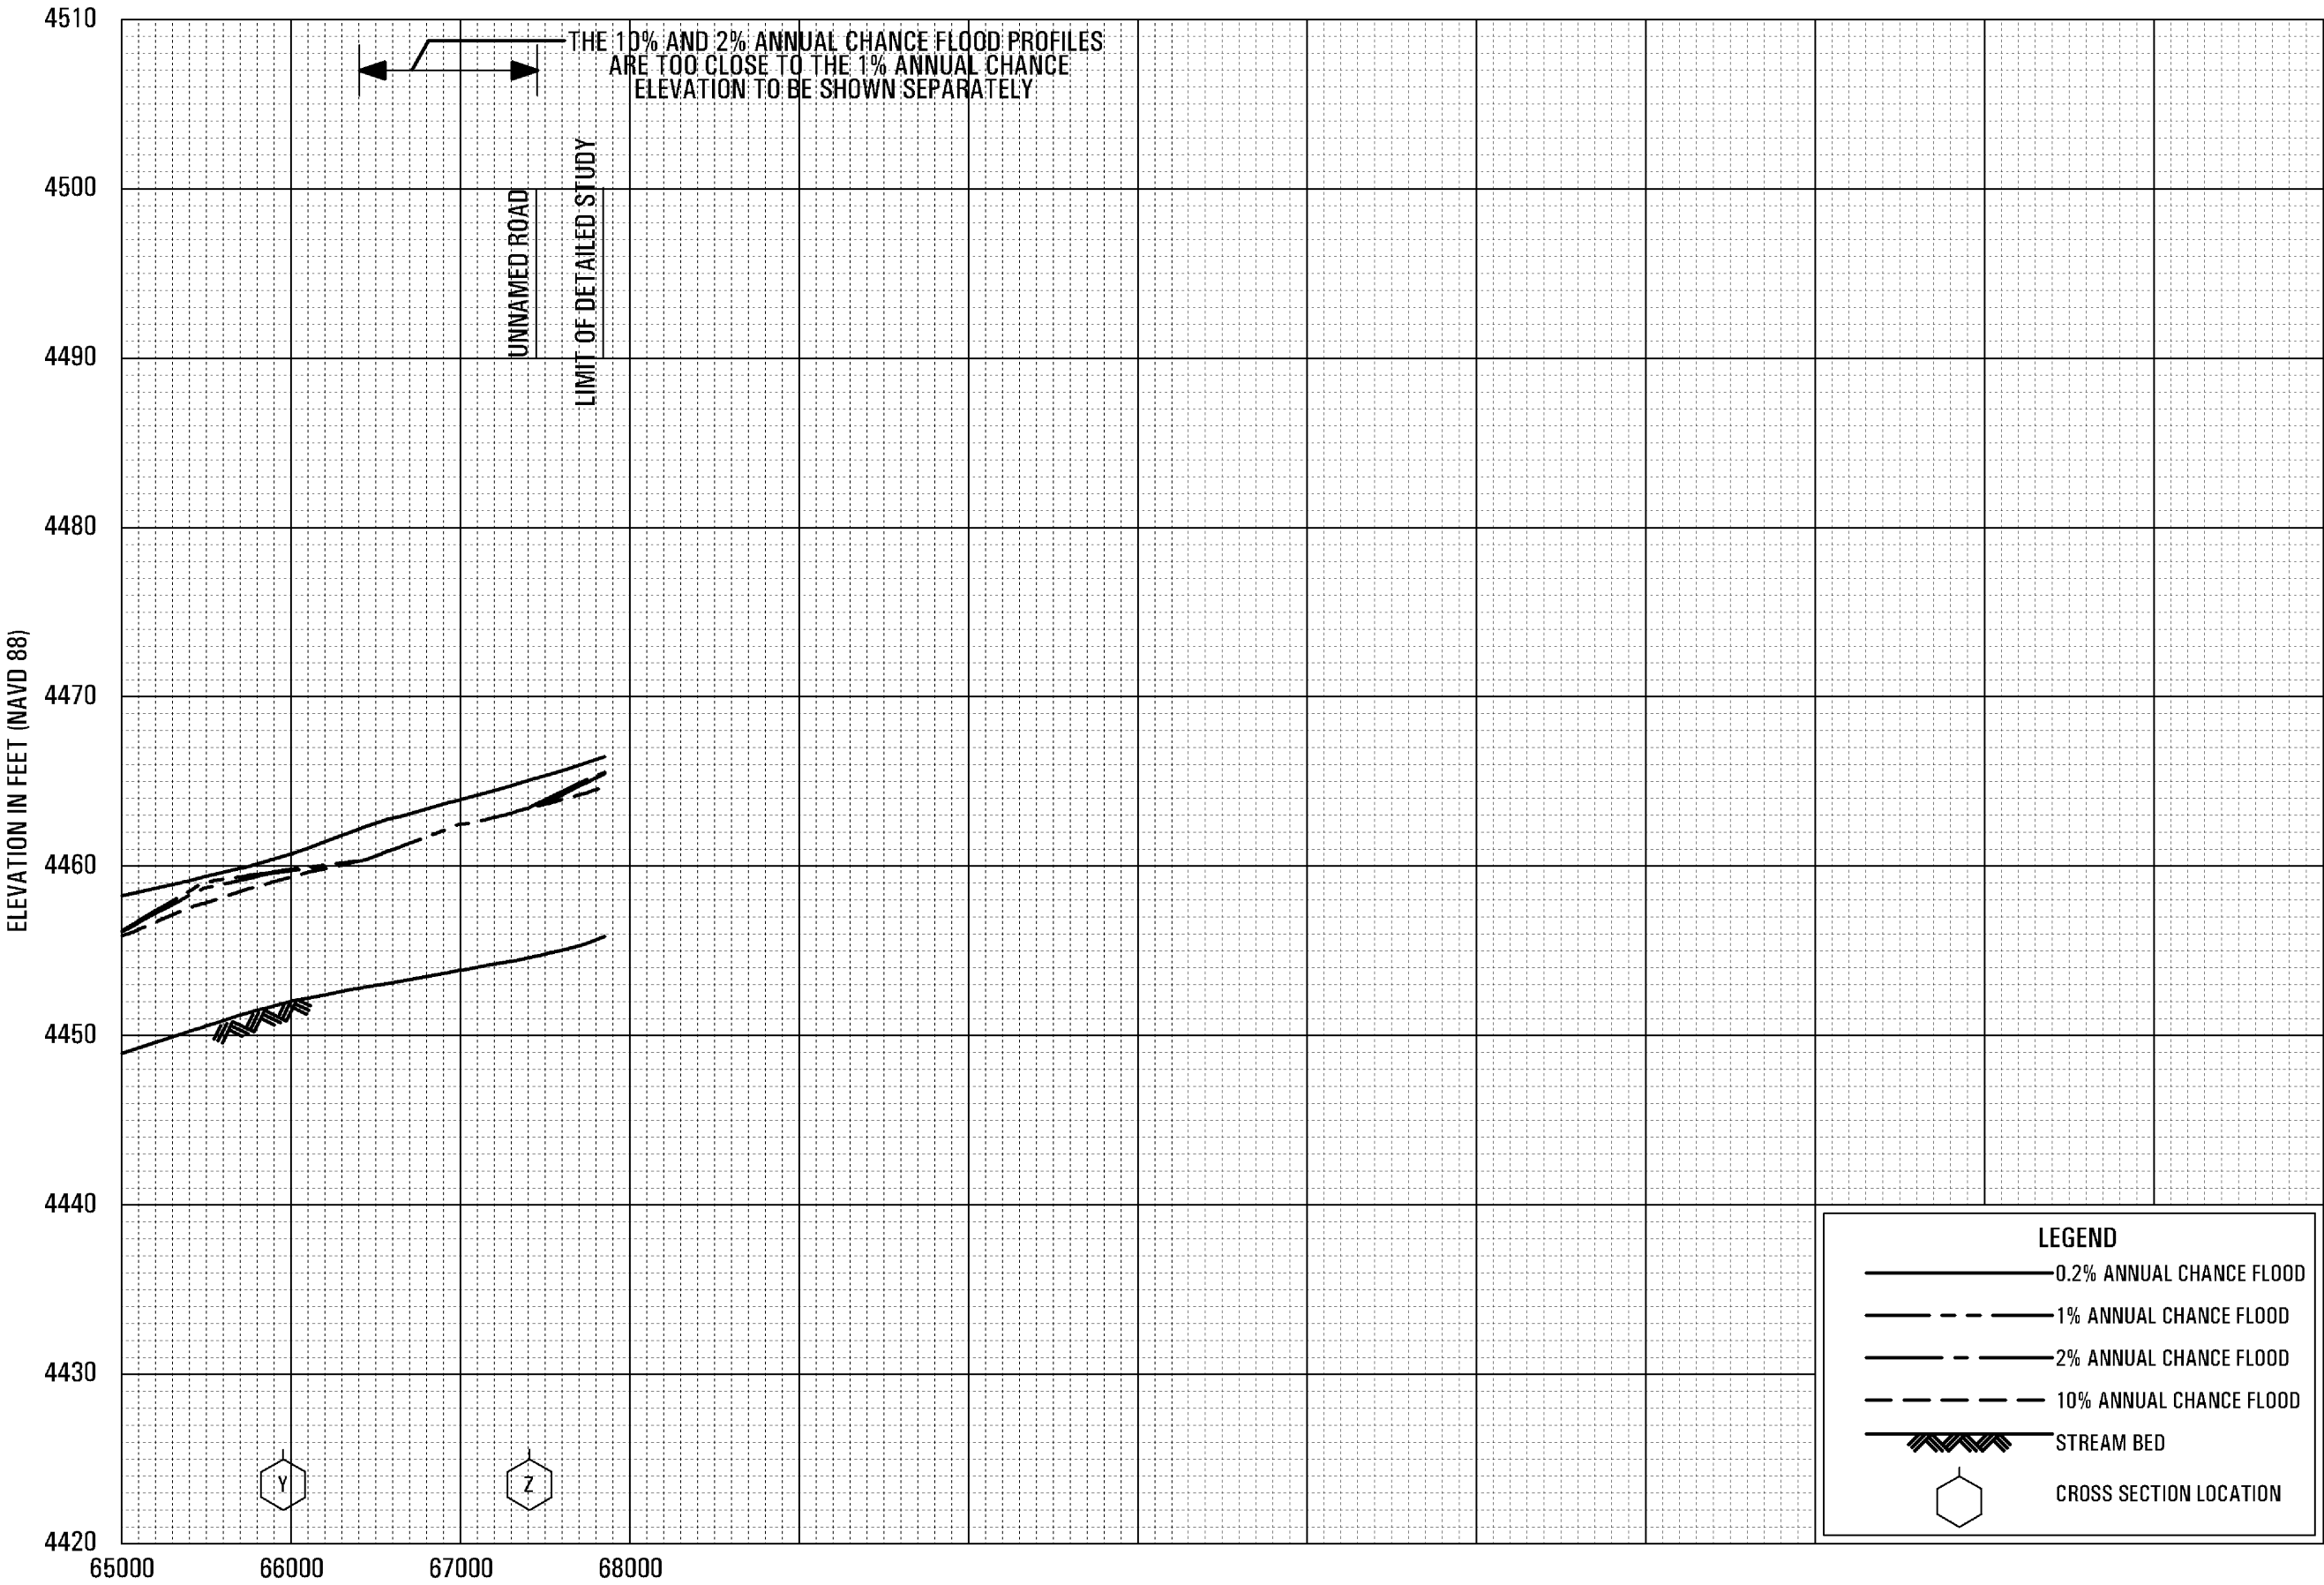 4510
4500
4490
4480
4470
4460
4450
4440
4430
4420
ELEVATION IN FEET (NAVD 88)
THE 10% AND 2% ANNUAL CHANCE FLOOD PROFILES
ARE TOO CLOSE TO THE 1% ANNUAL CHANCE
ELEVATION TO BE SHOWN SEPARATELY
UNNAMED ROAD
LIMIT OF DETAILED STUDY
Y
Z
65000
66000
67000
68000
LEGEND
0.2% ANNUAL CHANCE FLOOD
1% ANNUAL CHANCE FLOOD
2% ANNUAL CHANCE FLOOD
10% ANNUAL CHANCE FLOOD
STREAM BED
CROSS SECTION LOCATION